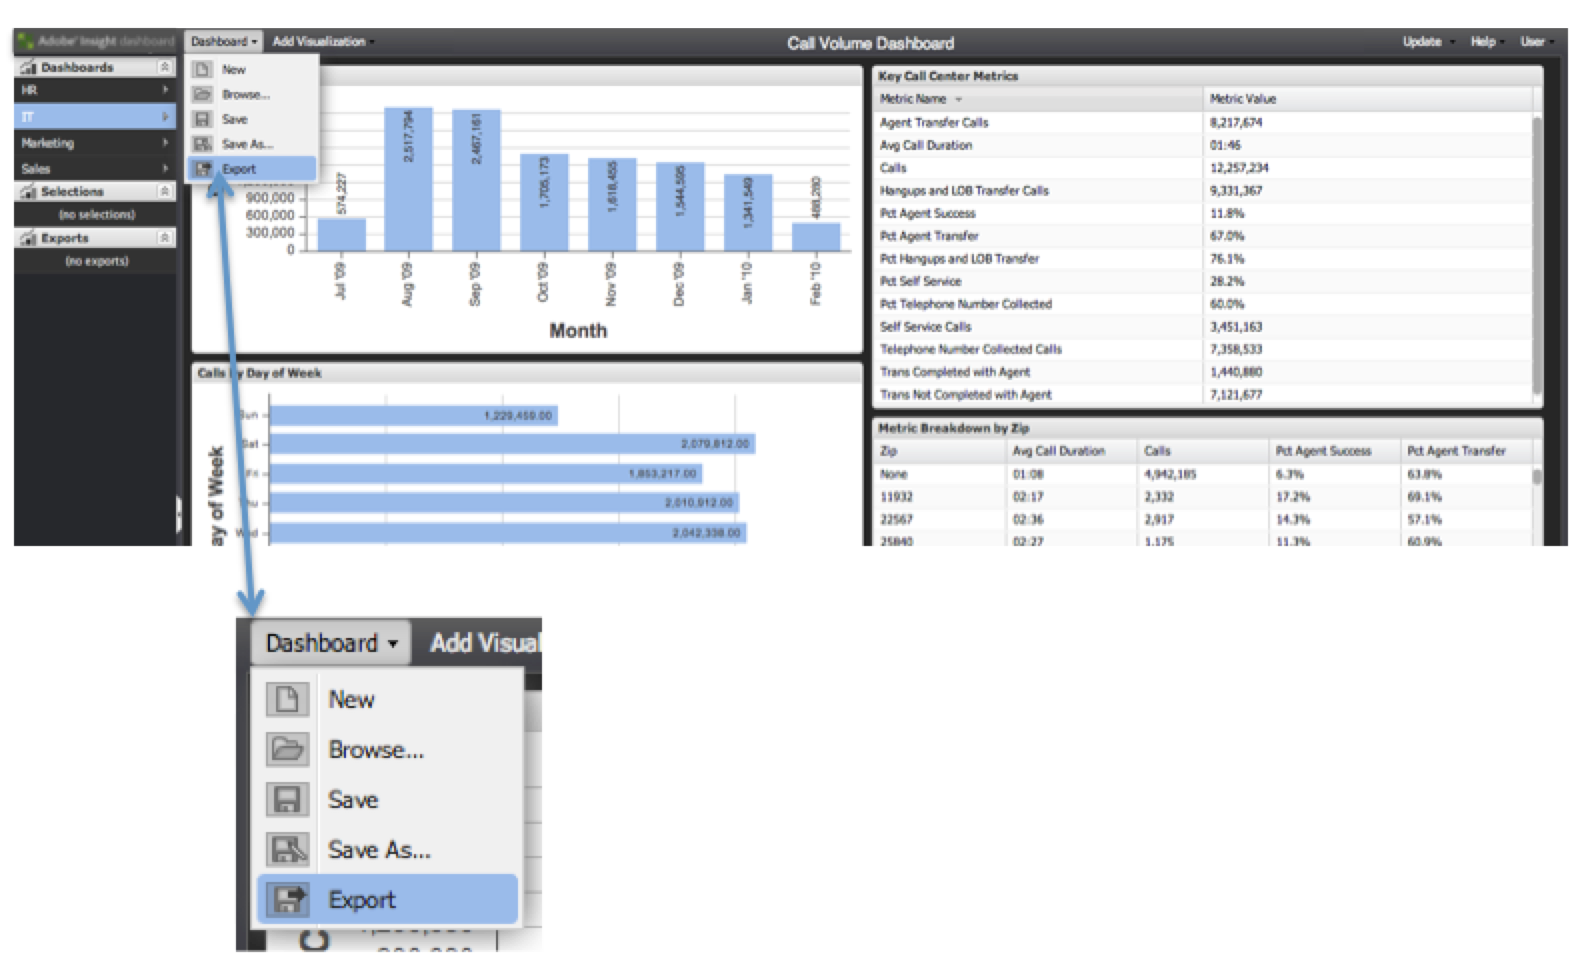 Adobe® Insight dashboard
Dashboard
Add Visualization
Call Volume Dashboard
Update
Help
User
Dashboards
HR
IT
Marketing
Sales
Selections
(no selections)
Exports
(no exports)
New
Browse...
Save
Save As...
Export
900,000
600,000
300,000
0
574,227
2,517,794
2,467,161
1,705,173
1,618,455
1,544,595
1,341,549
488,280
Jul '09
Aug '09
Sep '09
Oct '09
Nov '09
Dec '09
Jan '10
Feb '10
Month
Calls by Day of Week
ay of Week
Sun
1,229,459.00
Sat
2,079,812.00
Fri
1,853,217.00
Thu
2,010,912.00
Wed
2,042,338.00
Key Call Center Metrics
Metric Name Metric Value
Agent Transfer Calls 8,217,674
Avg Call Duration 01:46
Calls 12,257,234
Hangups and LOB Transfer Calls 9,331,367
Pct Agent Success 11.8%
Pct Agent Transfer 67.0%
Pct Hangups and LOB Transfer 76.1%
Pct Self Service 28.2%
Pct Telephone Number Collected 60.0%
Self Service Calls 3,451,163
Telephone Number Collected Calls 7,358,533
Trans Completed with Agent 1,440,880
Trans Not Completed with Agent 7,121,677
Metric Breakdown by Zip
Zip Avg Call Duration Calls Pct Agent Success Pct Agent Transfer
None 01:08 4,942,185 6.3% 63.8%
11932 02:17 2,332 17.2% 69.1%
22567 02:36 2,917 14.3% 57.1%
25840 02:27 1,175 11.3% 60.9%
Dashboard
Add Visual
New
Browse...
Save
Save As...
Export